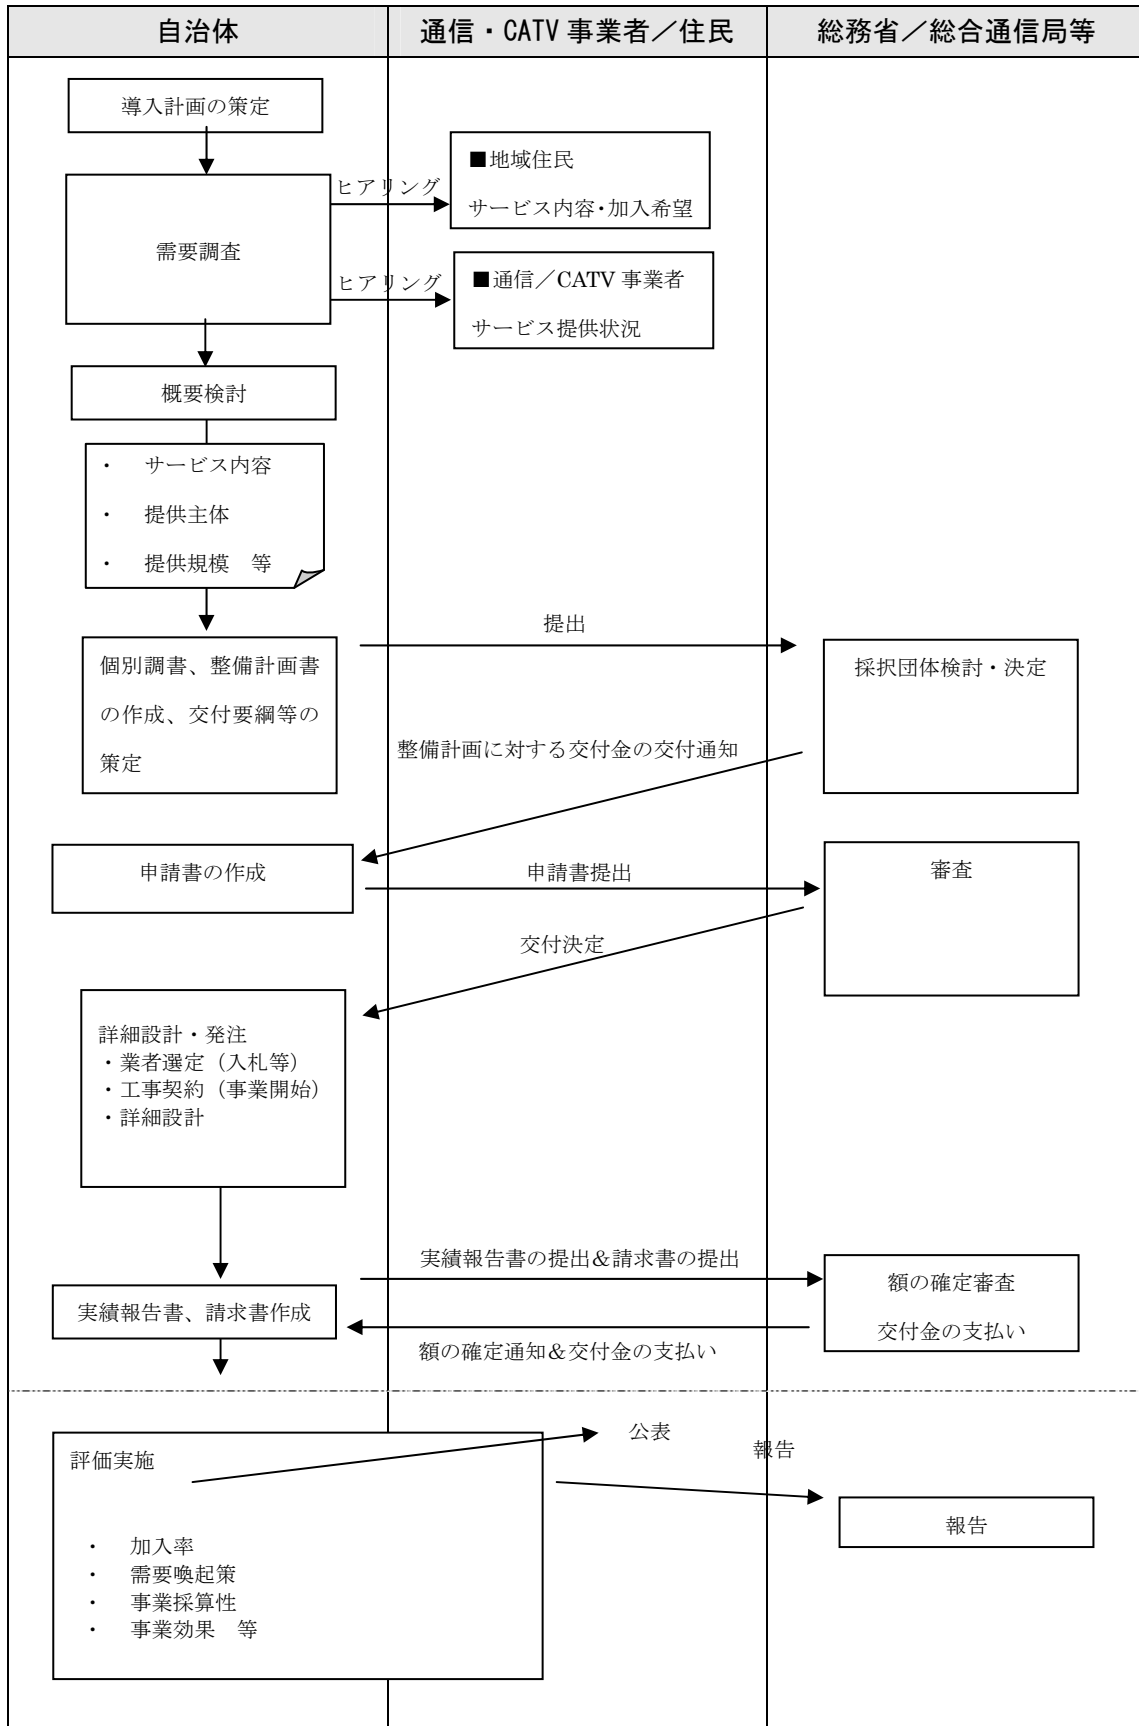 自治体
通信・CATV 事業者／住民
総務省／総合通信局等
導入計画の策定
■地域住民
ヒアリング
サービス内容・加入希望
需要調査
ヒアリング
■通信／CATV 事業者
サービス提供状況
概要検討
・ サービス内容
・ 提供主体
・ 提供規模 等
提出
個別調書、整備計画書
の作成、交付要綱等の
策定
採択団体検討・決定
整備計画に対する交付金の交付通知
申請書の作成
申請書提出
審査
交付決定
詳細設計・発注
・業者選定（入札等）
・工事契約（事業開始）
・詳細設計
実績報告書の提出＆請求書の提出
額の確定審査
実績報告書、請求書作成
交付金の支払い
額の確定通知＆交付金の支払い
公表
報告
評価実施
報告
・ 加入率
・ 需要喚起策
・ 事業採算性
・ 事業効果 等